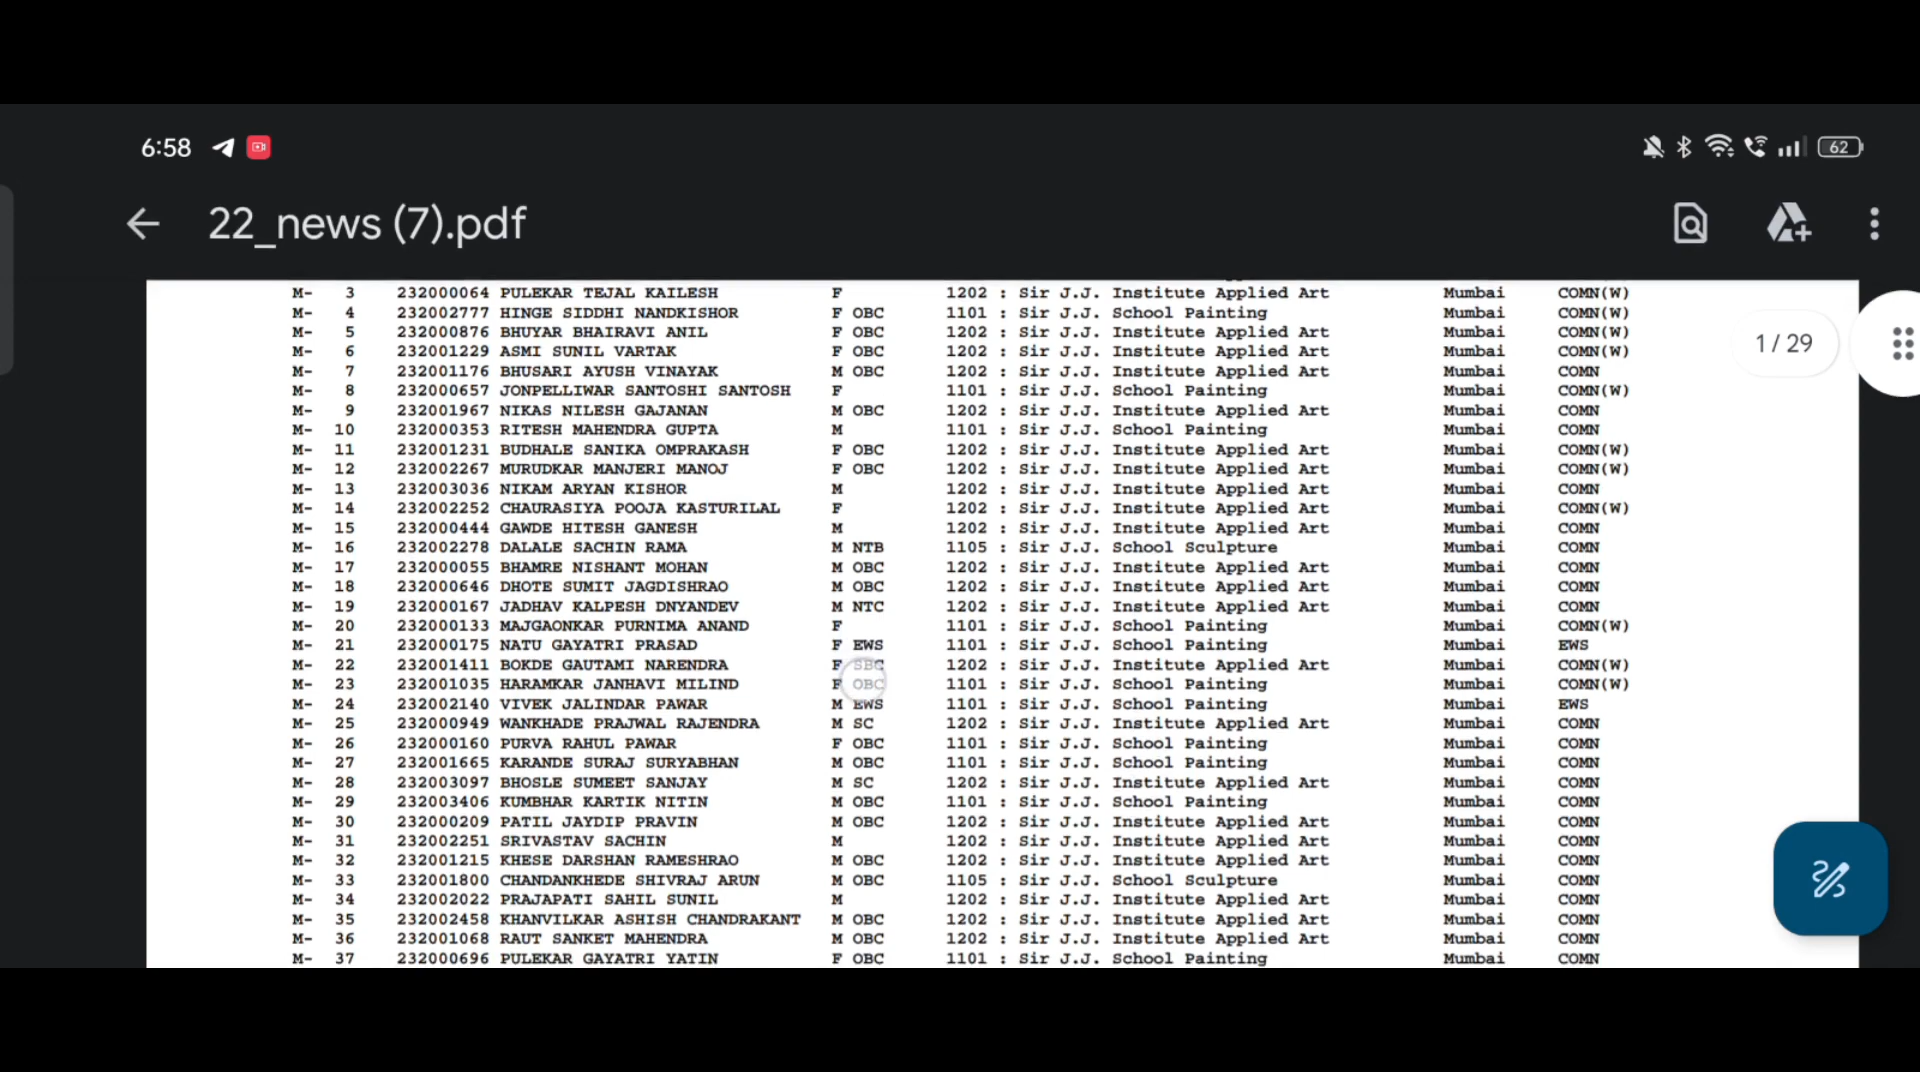 6:58
62
22_news (7).pdf
1 / 29
M- 3 232000064 PULEKAR TEJAL KAILESH F 1202 : Sir J.J. Institute Applied Art Mumbai COMN(W)
M- 4 232002777 HINGE SIDDHI NANDKISHOR F OBC 1101 : Sir J.J. School Painting Mumbai COMN(W)
M- 5 232000876 BHUYAR BHAIRAVI ANIL F OBC 1202 : Sir J.J. Institute Applied Art Mumbai COMN(W)
M- 6 232001229 ASMI SUNIL VARTAK F OBC 1202 : Sir J.J. Institute Applied Art Mumbai COMN(W)
M- 7 232001176 BHUSARI AYUSH VINAYAK M OBC 1202 : Sir J.J. Institute Applied Art Mumbai COMN
M- 8 232000657 JONPELLIWAR SANTOSHI SANTOSH F 1101 : Sir J.J. School Painting Mumbai COMN(W)
M- 9 232001967 NIKAS NILESH GAJANAN M OBC 1202 : Sir J.J. Institute Applied Art Mumbai COMN
M- 10 232000353 RITESH MAHENDRA GUPTA M 1101 : Sir J.J. School Painting Mumbai COMN
M- 11 232001231 BUDHALE SANIKA OMPRAKASH F OBC 1202 : Sir J.J. Institute Applied Art Mumbai COMN(W)
M- 12 232002267 MURUDKAR MANJERI MANOJ F OBC 1202 : Sir J.J. Institute Applied Art Mumbai COMN(W)
M- 13 232003036 NIKAM ARYAN KISHOR M 1202 : Sir J.J. Institute Applied Art Mumbai COMN
M- 14 232002252 CHAURASIYA POOJA KASTURILAL F 1202 : Sir J.J. Institute Applied Art Mumbai COMN(W)
M- 15 232000444 GAWDE HITESH GANESH M 1202 : Sir J.J. Institute Applied Art Mumbai COMN
M- 16 232002278 DALALE SACHIN RAMA M NTB 1105 : Sir J.J. School Sculpture Mumbai COMN
M- 17 232000055 BHAMRE NISHANT MOHAN M OBC 1202 : Sir J.J. Institute Applied Art Mumbai COMN
M- 18 232000646 DHOTE SUMIT JAGDISHRAO M OBC 1202 : Sir J.J. Institute Applied Art Mumbai COMN
M- 19 232000167 JADHAV KALPESH DNYANDEV M NTC 1202 : Sir J.J. Institute Applied Art Mumbai COMN
M- 20 232000133 MAJGAONKAR PURNIMA ANAND F 1101 : Sir J.J. School Painting Mumbai COMN(W)
M- 21 232000175 NATU GAYATRI PRASAD F EWS 1101 : Sir J.J. School Painting Mumbai EWS
M- 22 232001411 BOKDE GAUTAMI NARENDRA F SBC 1202 : Sir J.J. Institute Applied Art Mumbai COMN(W)
M- 23 232001035 HARAMKAR JANHAVI MILIND F OBC 1101 : Sir J.J. School Painting Mumbai COMN(W)
M- 24 232002140 VIVEK JALINDAR PAWAR M EWS 1101 : Sir J.J. School Painting Mumbai EWS
M- 25 232000949 WANKHADE PRAJWAL RAJENDRA M SC 1202 : Sir J.J. Institute Applied Art Mumbai COMN
M- 26 232000160 PURVA RAHUL PAWAR F OBC 1101 : Sir J.J. School Painting Mumbai COMN
M- 27 232001665 KARANDE SURAJ SURYABHAN M OBC 1101 : Sir J.J. School Painting Mumbai COMN
M- 28 232003097 BHOSLE SUMEET SANJAY M SC 1202 : Sir J.J. Institute Applied Art Mumbai COMN
M- 29 232003406 KUMBHAR KARTIK NITIN M OBC 1101 : Sir J.J. School Painting Mumbai COMN
M- 30 232000209 PATIL JAYDIP PRAVIN M OBC 1202 : Sir J.J. Institute Applied Art Mumbai COMN
M- 31 232002251 SRIVASTAV SACHIN M 1202 : Sir J.J. Institute Applied Art Mumbai COMN
M- 32 232001215 KHESE DARSHAN RAMESHRAO M OBC 1202 : Sir J.J. Institute Applied Art Mumbai COMN
M- 33 232001800 CHANDANKHEDE SHIVRAJ ARUN M OBC 1105 : Sir J.J. School Sculpture Mumbai COMN
M- 34 232002022 PRAJAPATI SAHIL SUNIL M 1202 : Sir J.J. Institute Applied Art Mumbai COMN
M- 35 232002458 KHANVILKAR ASHISH CHANDRAKANT M OBC 1202 : Sir J.J. Institute Applied Art Mumbai COMN
M- 36 232001068 RAUT SANKET MAHENDRA M OBC 1202 : Sir J.J. Institute Applied Art Mumbai COMN
M- 37 232000696 PULEKAR GAYATRI YATIN F OBC 1101 : Sir J.J. School Painting Mumbai COMN